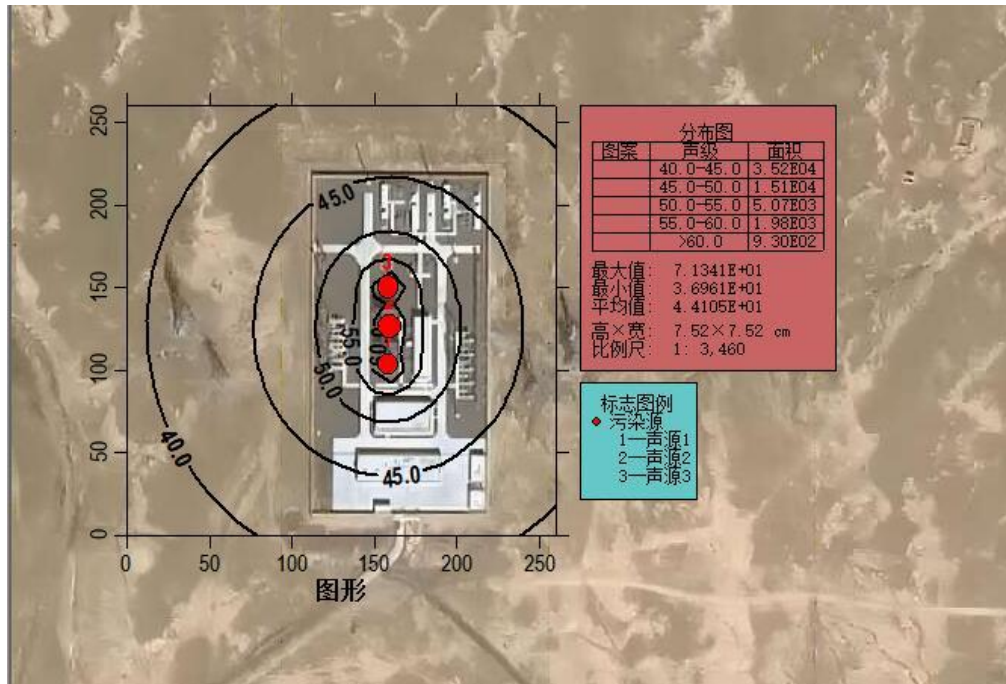 分布图
图案 声级 面积
40.0-45.0 3.52E04
45.0-50.0 1.51E04
50.0-55.0 5.07E03
55.0-60.0 1.98E03
>60.0 9.30E02
最大值: 7.1341E+01
最小值: 3.6961E+01
平均值: 4.4105E+01
高×宽: 7.52×7.52 cm
比例尺: 1: 3,460
标志图例
污染源
1—声源1
2—声源2
3—声源3
250
200
150
100
50
0
0 50 100 150 200 250
图形
45.0
3
55.0
50.0
40.0
45.0